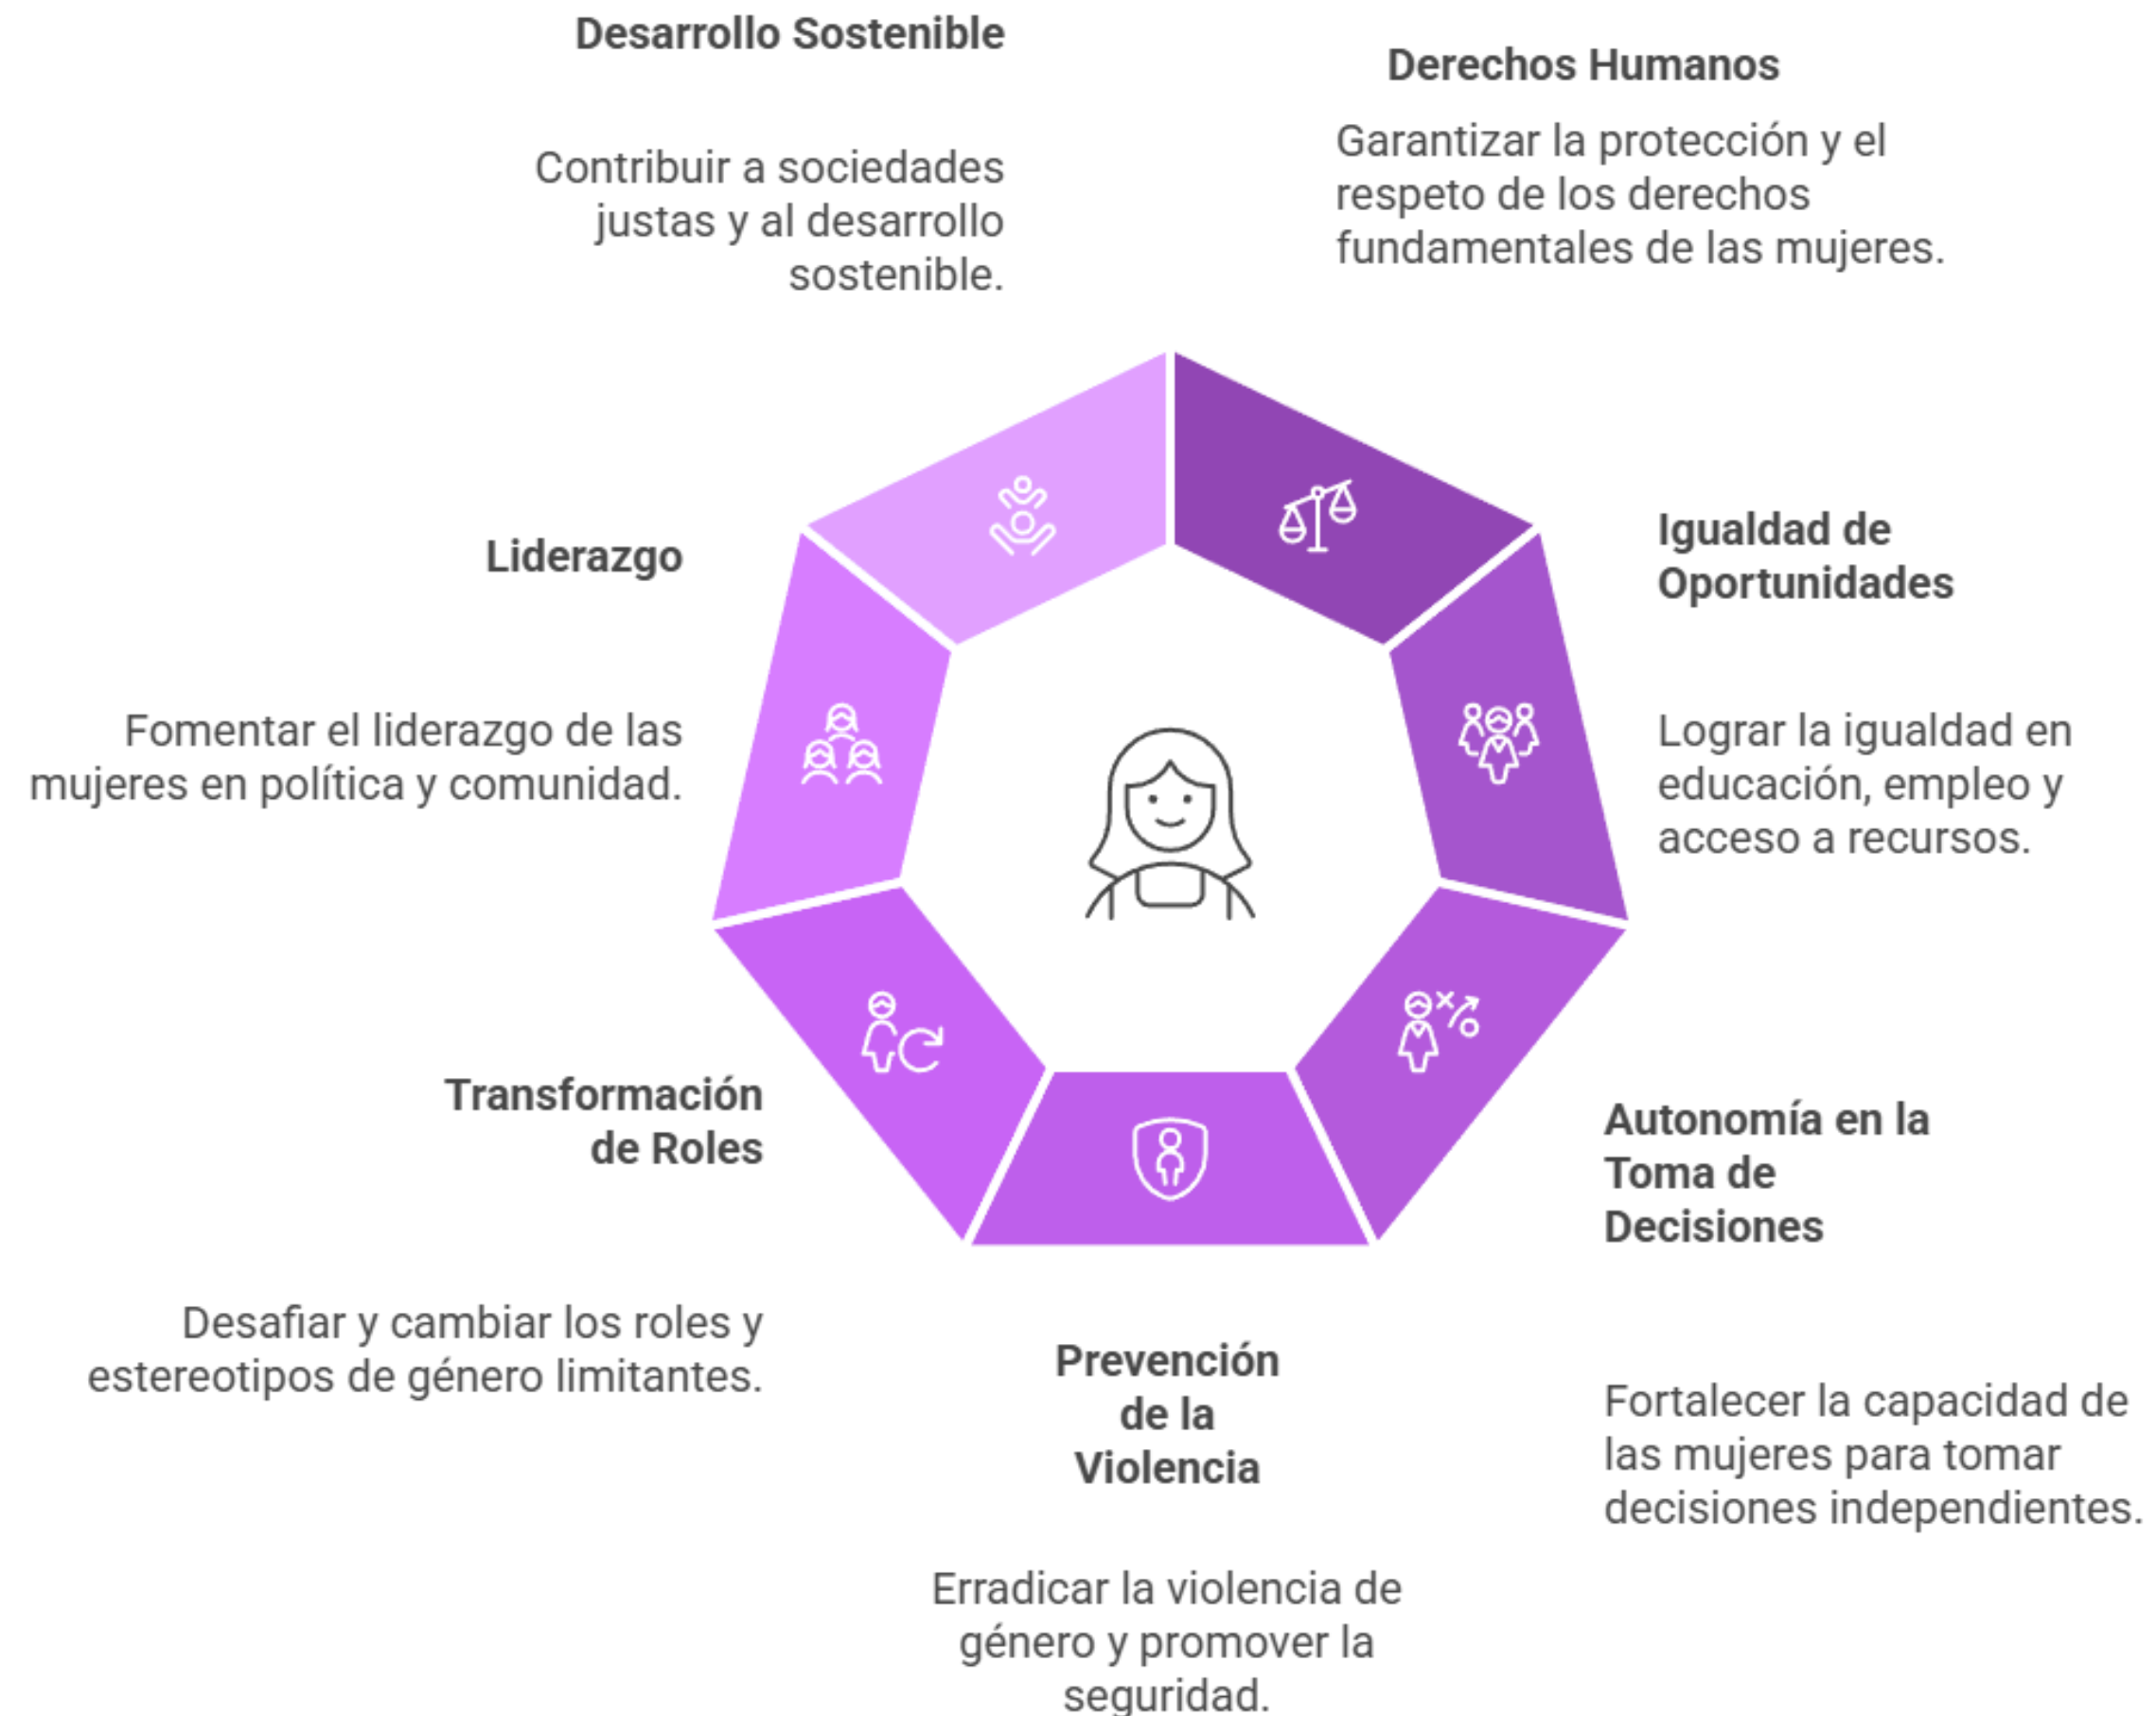 Desarrollo Sostenible
Contribuir a sociedades
justas y al desarrollo
sostenible.
Derechos Humanos
Garantizar la protección y el
respeto de los derechos
fundamentales de las mujeres.
Igualdad de
Oportunidades
Lograr la igualdad en
educación, empleo y
acceso a recursos.
Autonomía en la
Toma de
Decisiones
Fortalecer la capacidad de
las mujeres para tomar
decisiones independientes.
Prevención
de la
Violencia
Erradicar la violencia de
género y promover la
seguridad.
Transformación
de Roles
Desafiar y cambiar los roles y
estereotipos de género limitantes.
Liderazgo
Fomentar el liderazgo de las
mujeres en política y comunidad.